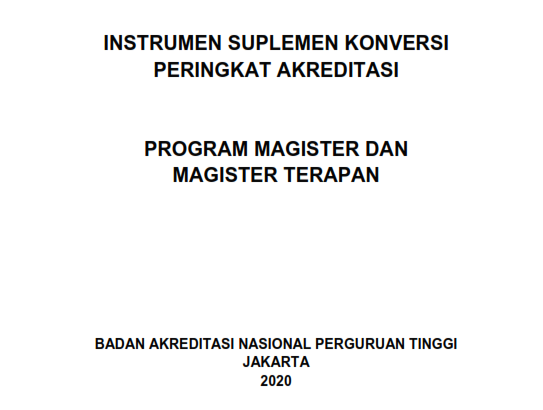 INSTRUMEN SUPLEMEN KONVERSI
PERINGKAT AKREDITASI
PROGRAM MAGISTER DAN
MAGISTER TERAPAN
BADAN AKREDITASI NASIONAL PERGURUAN TINGGI
JAKARTA
2020